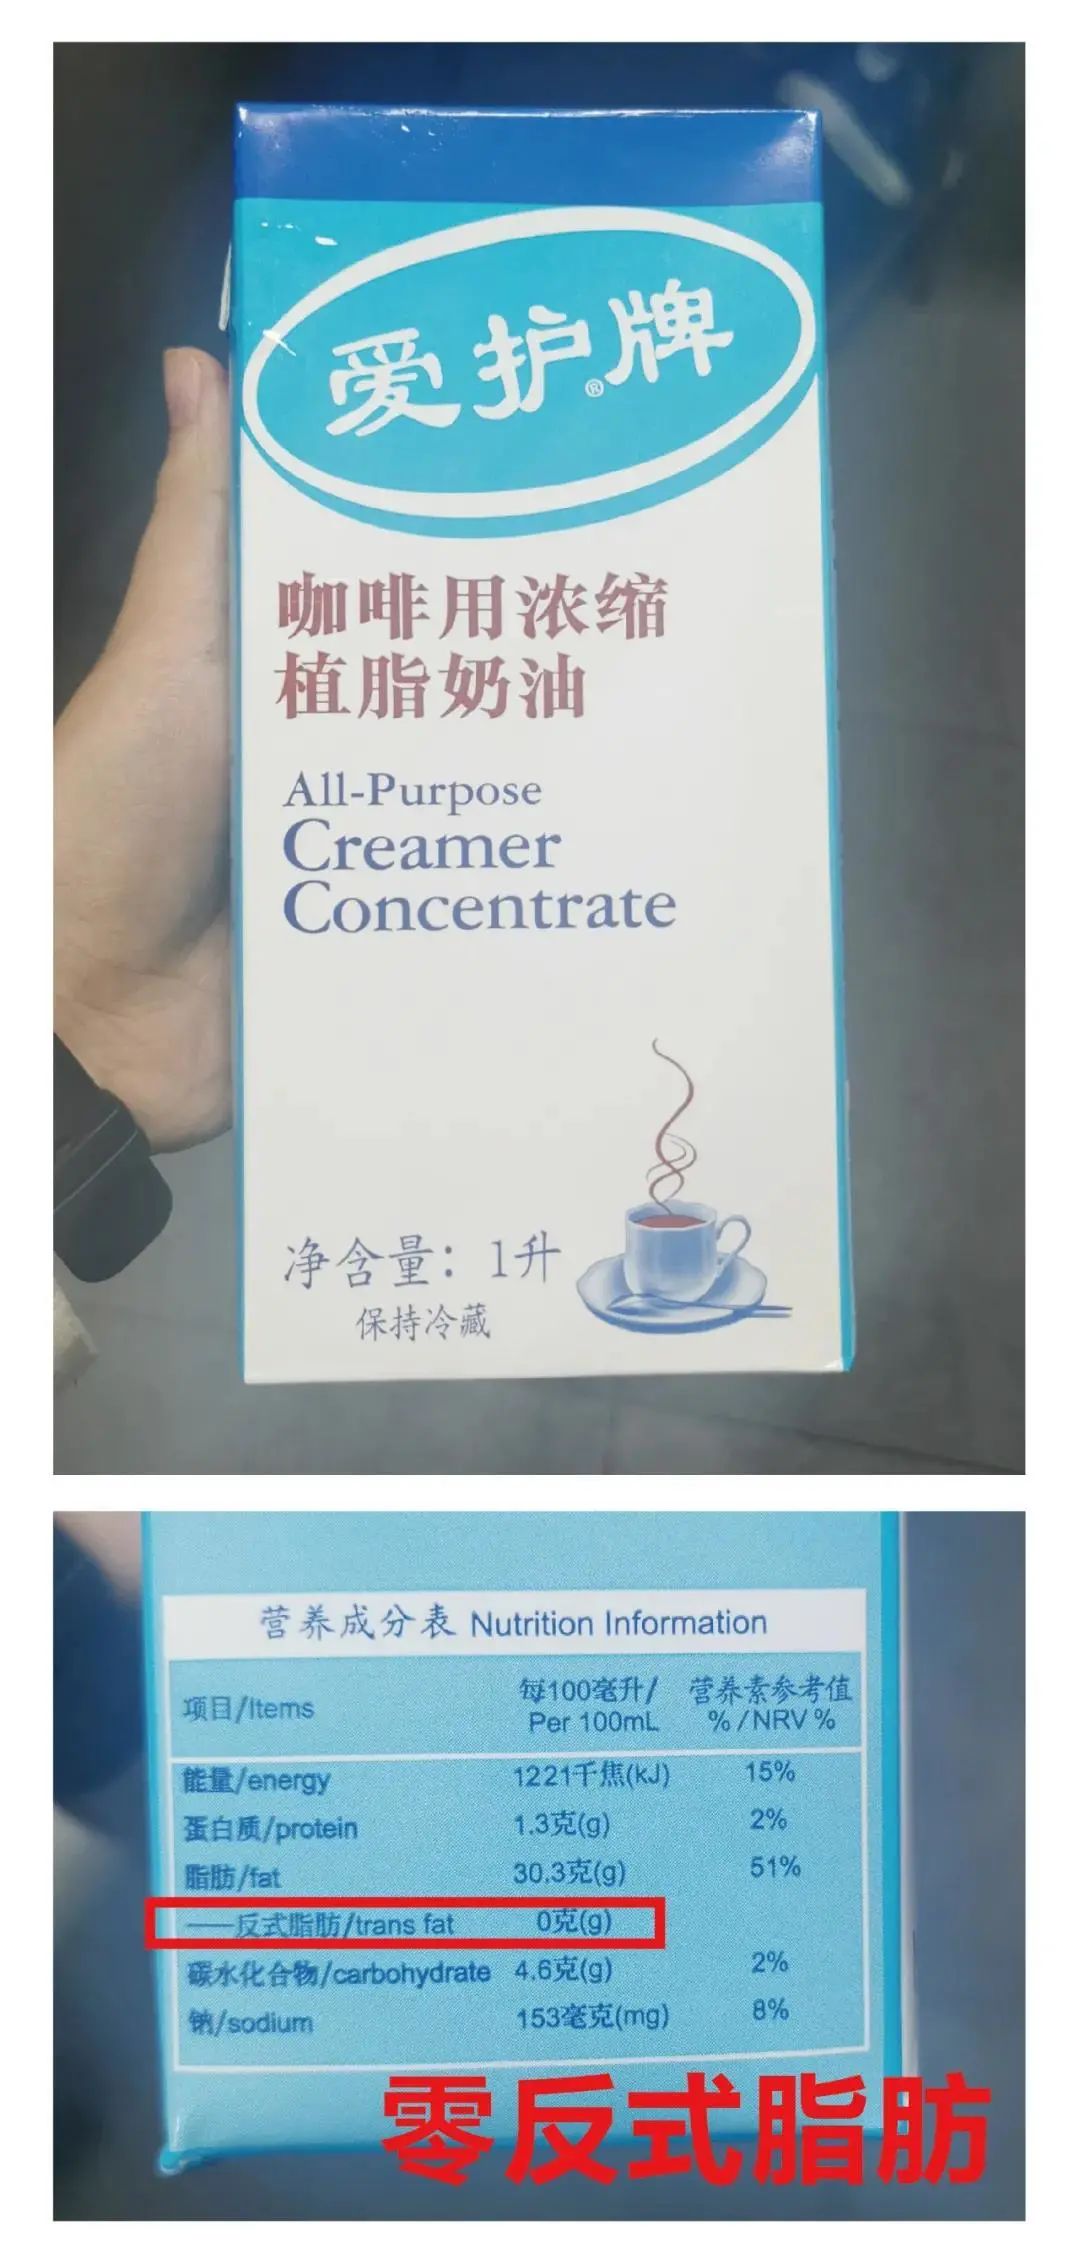 爱护牌®
咖啡用浓缩
植脂奶油
All-Purpose
Creamer
Concentrate
净含量：1升
保持冷藏
营养成分表 Nutrition Information
项目/Items 每100毫升/ Per 100mL 营养素参考值 %/NRV%
能量/energy 1221千焦(kJ) 15%
蛋白质/protein 1.3克(g) 2%
脂肪/fat 30.3克(g) 51%
——反式脂肪/trans fat 0克(g)
碳水化合物/carbohydrate 4.6克(g) 2%
钠/sodium 153毫克(mg) 8%
零反式脂肪